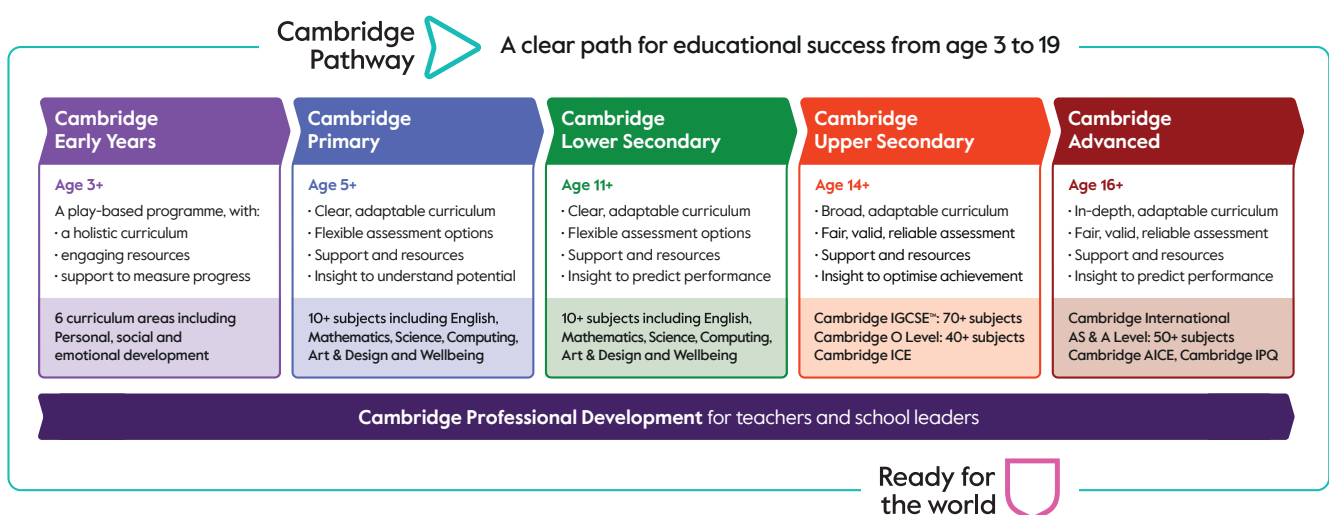 Cambridge
Pathway
A clear path for educational success from age 3 to 19
Cambridge
Early Years
Age 3+
A play-based programme, with:
· a holistic curriculum
· engaging resources
· support to measure progress
6 curriculum areas including
Personal, social and
emotional development
Cambridge
Primary
Age 5+
· Clear, adaptable curriculum
· Flexible assessment options
· Support and resources
· Insight to understand potential
10+ subjects including English,
Mathematics, Science, Computing,
Art & Design and Wellbeing
Cambridge
Lower Secondary
Age 11+
· Clear, adaptable curriculum
· Flexible assessment options
· Support and resources
· Insight to predict performance
10+ subjects including English,
Mathematics, Science, Computing,
Art & Design and Wellbeing
Cambridge
Upper Secondary
Age 14+
· Broad, adaptable curriculum
· Fair, valid, reliable assessment
· Support and resources
· Insight to optimise achievement
Cambridge IGCSE™: 70+ subjects
Cambridge O Level: 40+ subjects
Cambridge ICE
Cambridge
Advanced
Age 16+
· In-depth, adaptable curriculum
· Fair, valid, reliable assessment
· Support and resources
· Insight to predict performance
Cambridge International
AS & A Level: 50+ subjects
Cambridge AICE, Cambridge IPQ
Cambridge Professional Development for teachers and school leaders
Ready for
the world